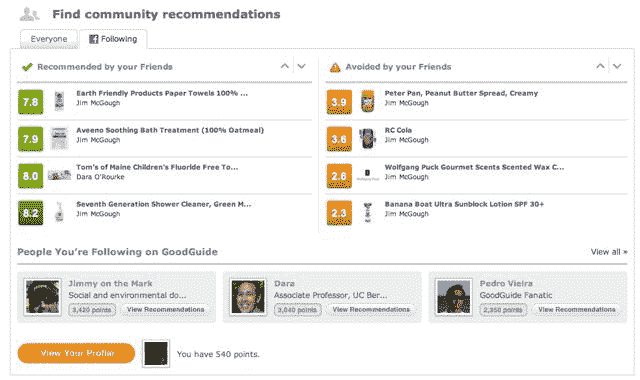 Find community recommendations
Everyone
Following
Recommended by your Friends
7.8
Earth Friendly Products Paper Towels 100% ...
Jim McGough
7.9
Aveeno Soothing Bath Treatment (100% Oatmeal)
Jim McGough
8.0
Tom's of Maine Children's Fluoride Free To...
Dara O'Rourke
8.2
Seventh Generation Shower Cleaner, Green M...
Jim McGough
Avoided by your Friends
3.9
Peter Pan, Peanut Butter Spread, Creamy
Jim McGough
3.6
RC Cola
Jim McGough
2.6
Wolfgang Puck Gourmet Scents Scented Wax C...
Jim McGough
2.3
Banana Boat Ultra Sunblock Lotion SPF 30+
Jim McGough
People You're Following on GoodGuide
View all »
Jimmy on the Mark
Social and environmental do...
3,420 points
View Recommendations
Dara
Associate Professor, UC Ber...
3,040 points
View Recommendations
Pedro Vieira
GoodGuide Fanatic
2,350 points
View Recommendations
View Your Profile
You have 540 points.